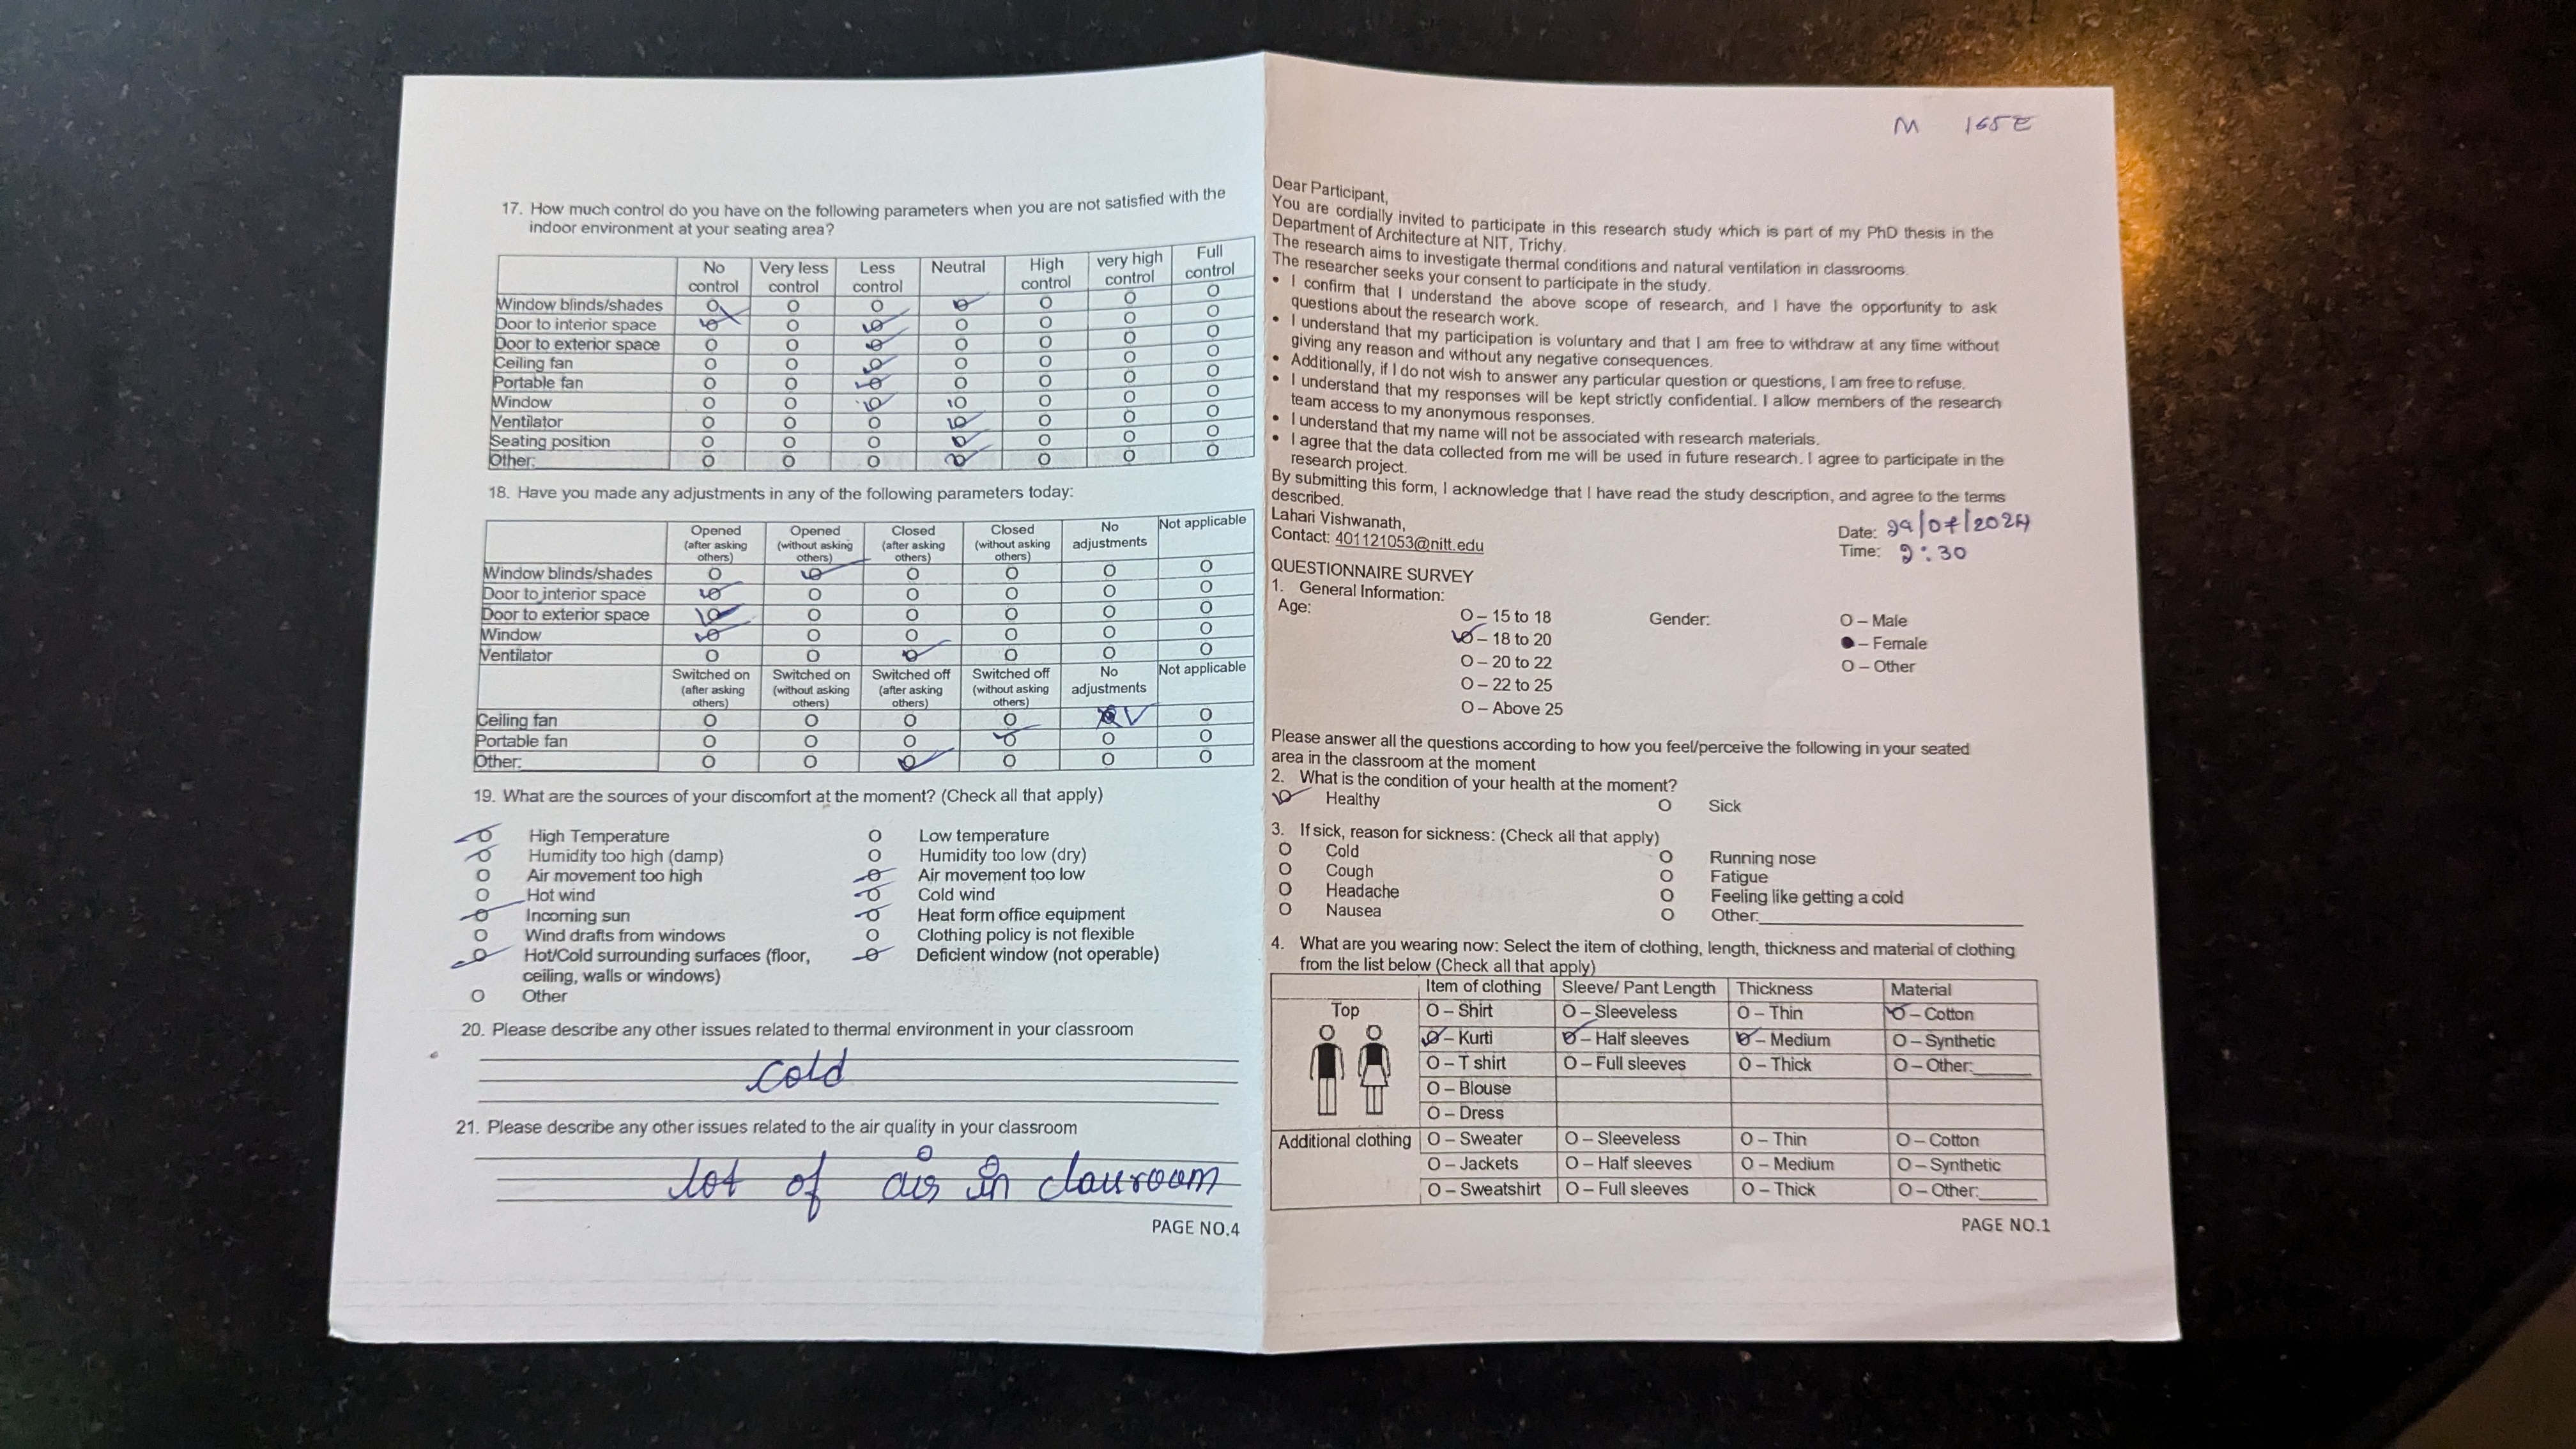 17. How much control do you have on the following parameters when you are not satisfied with the
indoor environment at your seating area?
No control Very less control Less control Neutral High control very high control Full control
Window blinds/shades O O O O O O O
Door to interior space O O O O O O O
Door to exterior space O O O O O O O
Ceiling fan O O O O O O O
Portable fan O O O O O O O
Window O O O O O O O
Ventilator O O O O O O O
Seating position O O O O O O O
Other: O O O O O O O
18. Have you made any adjustments in any of the following parameters today:
Opened (after asking others) Opened (without asking others) Closed (after asking others) Closed (without asking others) No adjustments Not applicable
Window blinds/shades O O O O O O
Door to interior space O O O O O O
Door to exterior space O O O O O O
Window O O O O O O
Ventilator O O O O O O
Switched on (after asking others) Switched on (without asking others) Switched off (after asking others) Switched off (without asking others) No adjustments Not applicable
Ceiling fan O O O O O O
Portable fan O O O O O O
Other: O O O O O O
19. What are the sources of your discomfort at the moment? (Check all that apply)
O High Temperature O Low temperature
O Humidity too high (damp) O Humidity too low (dry)
O Air movement too high O Air movement too low
O Hot wind O Cold wind
O Incoming sun O Heat form office equipment
O Wind drafts from windows O Clothing policy is not flexible
O Hot/Cold surrounding surfaces (floor, O Deficient window (not operable)
ceiling, walls or windows)
O Other
20. Please describe any other issues related to thermal environment in your classroom
cold
21. Please describe any other issues related to the air quality in your classroom
lot of air in classroom
PAGE NO.4
M 165E
Dear Participant,
You are cordially invited to participate in this research study which is part of my PhD thesis in the
Department of Architecture at NIT, Trichy.
The research aims to investigate thermal conditions and natural ventilation in classrooms.
The researcher seeks your consent to participate in the study.
• I confirm that I understand the above scope of research, and I have the opportunity to ask
questions about the research work.
• I understand that my participation is voluntary and that I am free to withdraw at any time without
giving any reason and without any negative consequences.
• Additionally, if I do not wish to answer any particular question or questions, I am free to refuse.
• I understand that my responses will be kept strictly confidential. I allow members of the research
team access to my anonymous responses.
• I understand that my name will not be associated with research materials.
• I agree that the data collected from me will be used in future research. I agree to participate in the
research project.
By submitting this form, I acknowledge that I have read the study description, and agree to the terms
described.
Lahari Vishwanath,
Contact: 401121053@nitt.edu
Date: 29/07/2024
Time: 2:30
QUESTIONNAIRE SURVEY
1. General Information:
Age: O – 15 to 18 Gender: O – Male
O – 18 to 20 – Female
O – 20 to 22 O – Other
O – 22 to 25
O – Above 25
Please answer all the questions according to how you feel/perceive the following in your seated
area in the classroom at the moment
2. What is the condition of your health at the moment?
O Healthy O Sick
3. If sick, reason for sickness: (Check all that apply)
O Cold O Running nose
O Cough O Fatigue
O Headache O Feeling like getting a cold
O Nausea O Other:
4. What are you wearing now: Select the item of clothing, length, thickness and material of clothing
from the list below (Check all that apply)
Item of clothing Sleeve/ Pant Length Thickness Material
Top O – Shirt O – Sleeveless O – Thin O – Cotton
O – Kurti O – Half sleeves O – Medium O – Synthetic
O – T shirt O – Full sleeves O – Thick O – Other:
O – Blouse
O – Dress
Additional clothing O – Sweater O – Sleeveless O – Thin O – Cotton
O – Jackets O – Half sleeves O – Medium O – Synthetic
O – Sweatshirt O – Full sleeves O – Thick O – Other:
PAGE NO.1